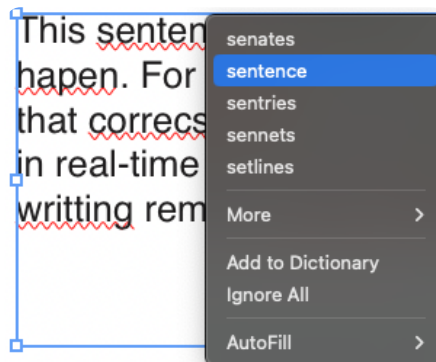 This senten
hapen. For
that correcs
in real-time
writting rem
senates
sentence
sentries
sennets
setlines
More
Add to Dictionary
Ignore All
AutoFill